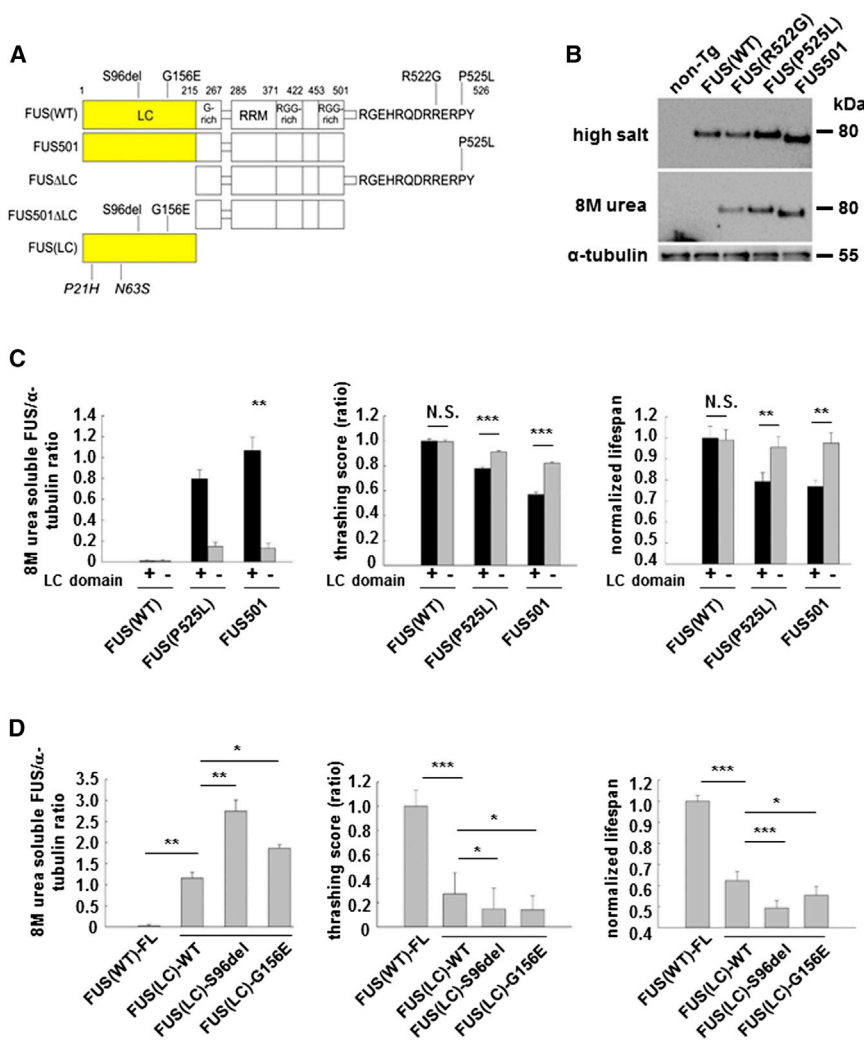 A
S96del G156E R522G P525L
1 215 267 285 371 422 453 501 526
FUS(WT) LC G-rich RRM RGG-rich RGG-rich RGEHRQDRRERPY
P525L
FUS501
FUSΔLC RGEHRQDRRERPY
FUS501ΔLC
S96del G156E
FUS(LC)
P21H N63S
B
non-Tg FUS(WT) FUS(R522G) FUS(P525L) FUS501
kDa
high salt 80
8M urea 80
α-tubulin 55
C
8M urea soluble FUS/α-
tubulin ratio
1.4
1.2
1.0
0.8
0.6
0.4
0.2
0
**
LC domain + - + - + -
FUS(WT) FUS(P525L) FUS501
thrashing score (ratio)
1.2
1.0
0.8
0.6
0.4
0.2
0
N.S. *** ***
LC domain + - + - + -
FUS(WT) FUS(P525L) FUS501
normalized lifespan
1.2
1.0
0.9
0.8
0.7
0.6
0.5
0.4
N.S. ** **
LC domain + - + - + -
FUS(WT) FUS(P525L) FUS501
D
8M urea soluble FUS/α-
tubulin ratio
3.5
3.0
2.5
2.0
1.5
1.0
0.5
0
** ** *
FUS(WT)-FL FUS(LC)-WT FUS(LC)-S96del FUS(LC)-G156E
thrashing score (ratio)
1.2
1.0
0.8
0.6
0.4
0.2
0
*** * *
FUS(WT)-FL FUS(LC)-WT FUS(LC)-S96del FUS(LC)-G156E
normalized lifespan
1.2
1.0
0.9
0.8
0.7
0.6
0.5
0.4
*** *** *
FUS(WT)-FL FUS(LC)-WT FUS(LC)-S96del FUS(LC)-G156E